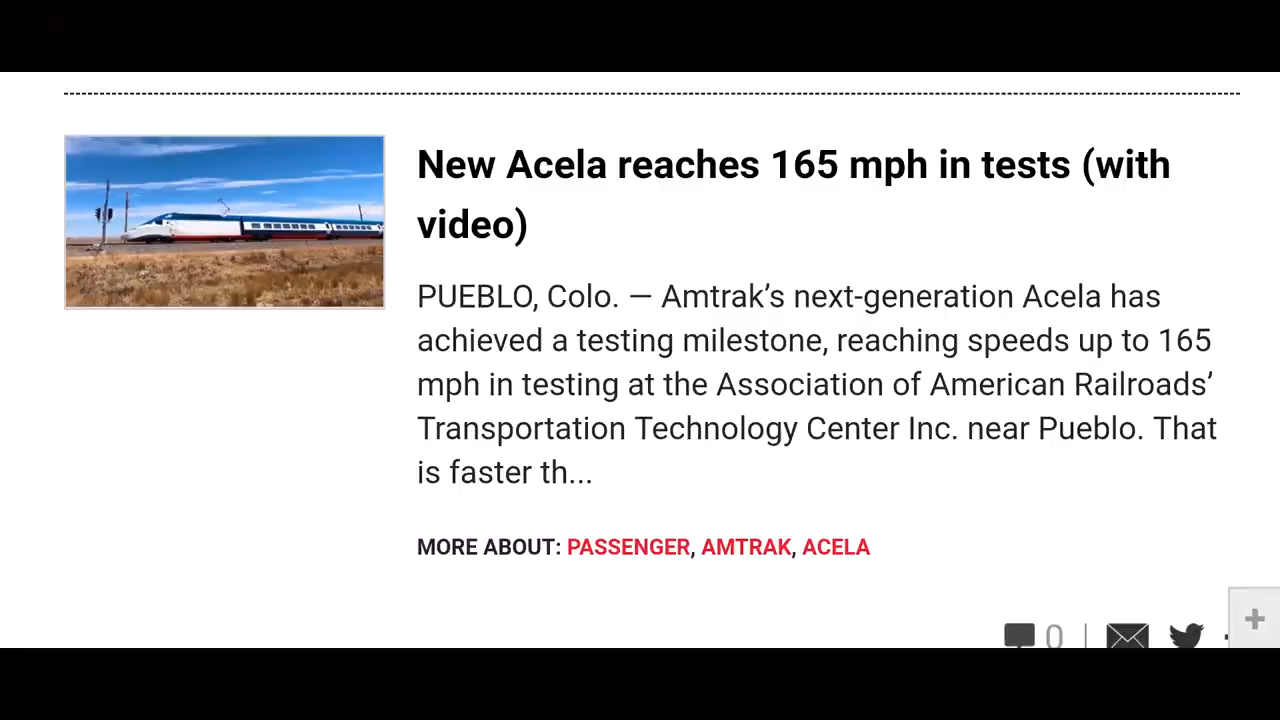 New Acela reaches 165 mph in tests (with
video)
PUEBLO, Colo. — Amtrak’s next-generation Acela has
achieved a testing milestone, reaching speeds up to 165
mph in testing at the Association of American Railroads’
Transportation Technology Center Inc. near Pueblo. That
is faster th...
MORE ABOUT: PASSENGER, AMTRAK, ACELA
0